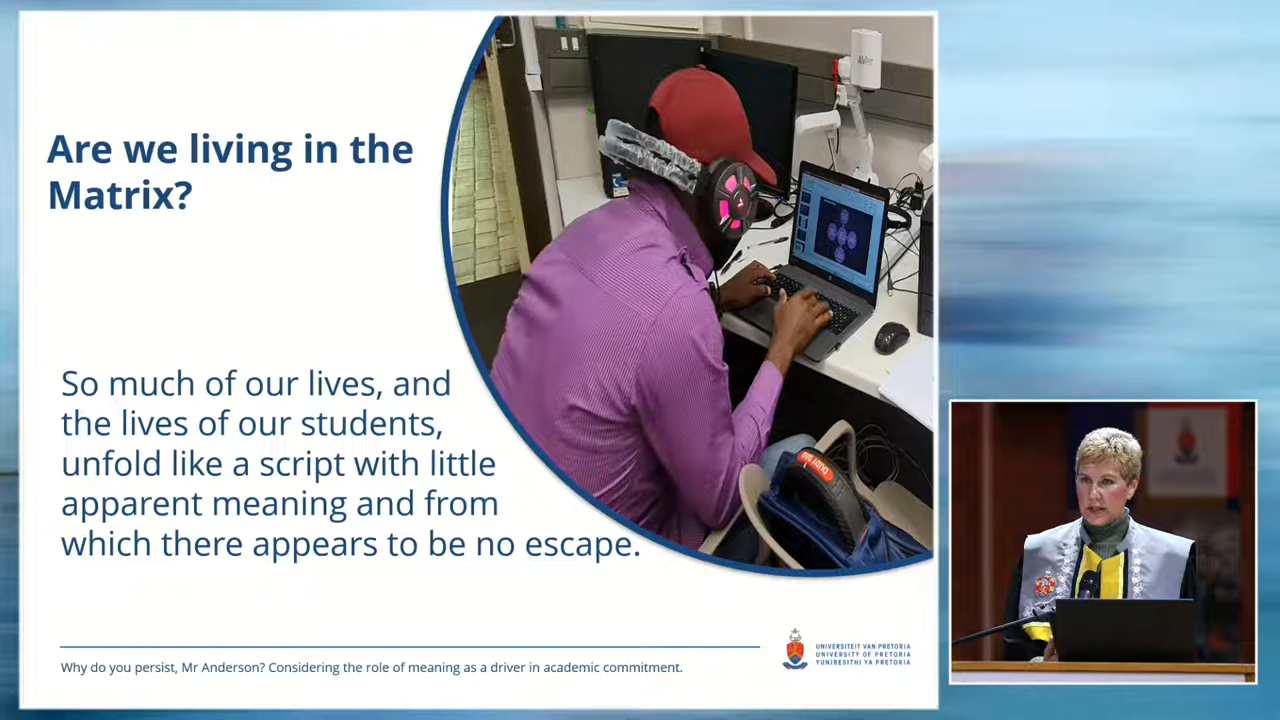 Are we living in the
Matrix?
So much of our lives, and
the lives of our students,
unfold like a script with little
apparent meaning and from
which there appears to be no escape.
Why do you persist, Mr Anderson? Considering the role of meaning as a driver in academic commitment.
UNIVERSITEIT VAN PRETORIA
UNIVERSITY OF PRETORIA
YUNIBESITHI YA PRETORIA